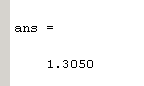 ans =
1.3050